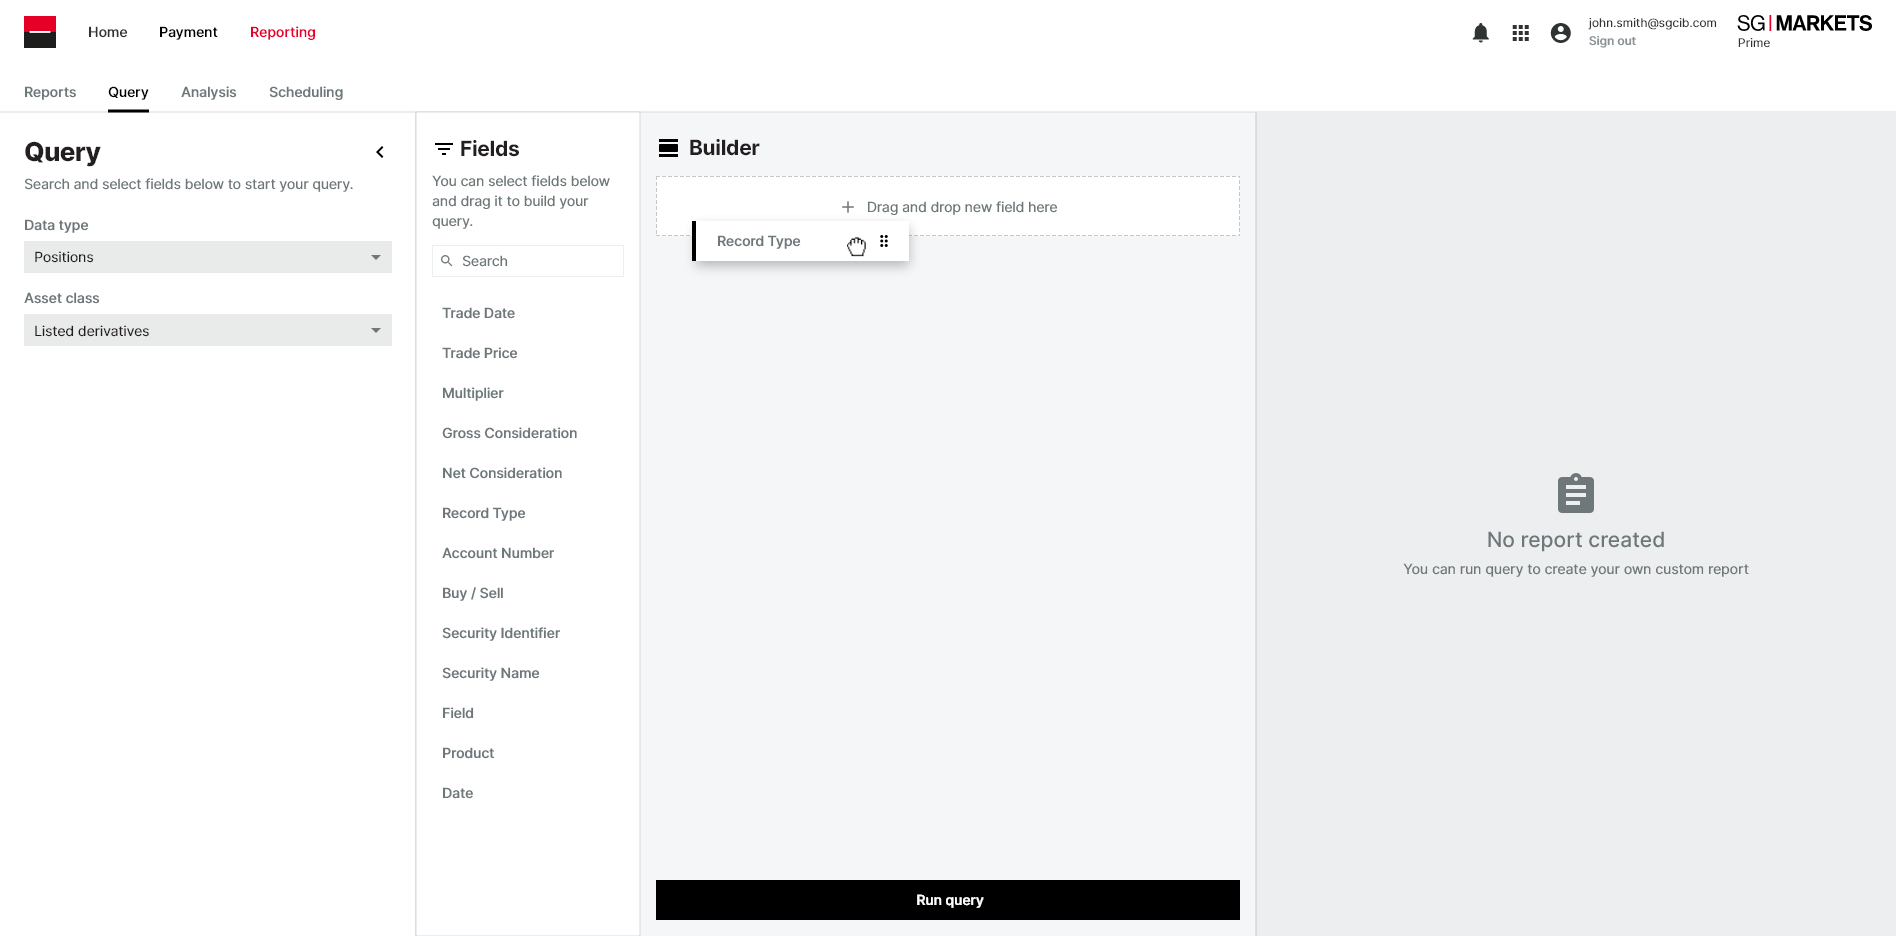 Home
Payment
Reporting
john.smith@sgcib.com
Sign out
SG|MARKETS
Prime
Reports
Query
Analysis
Scheduling
Query
Search and select fields below to start your query.
Data type
Positions
Asset class
Listed derivatives
Fields
You can select fields below
and drag it to build your
query.
Search
Trade Date
Trade Price
Multiplier
Gross Consideration
Net Consideration
Record Type
Account Number
Buy / Sell
Security Identifier
Security Name
Field
Product
Date
Builder
Drag and drop new field here
Record Type
Run query
No report created
You can run query to create your own custom report